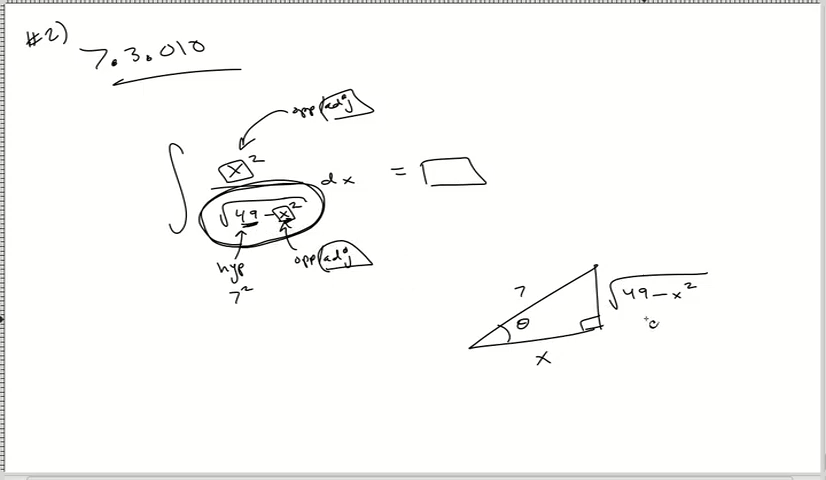 #2) 7.3.010
opp adj
∫ x² / √(49 - x²) dx = □
hyp opp adj
7²
7 √(49 - x²)
θ
x